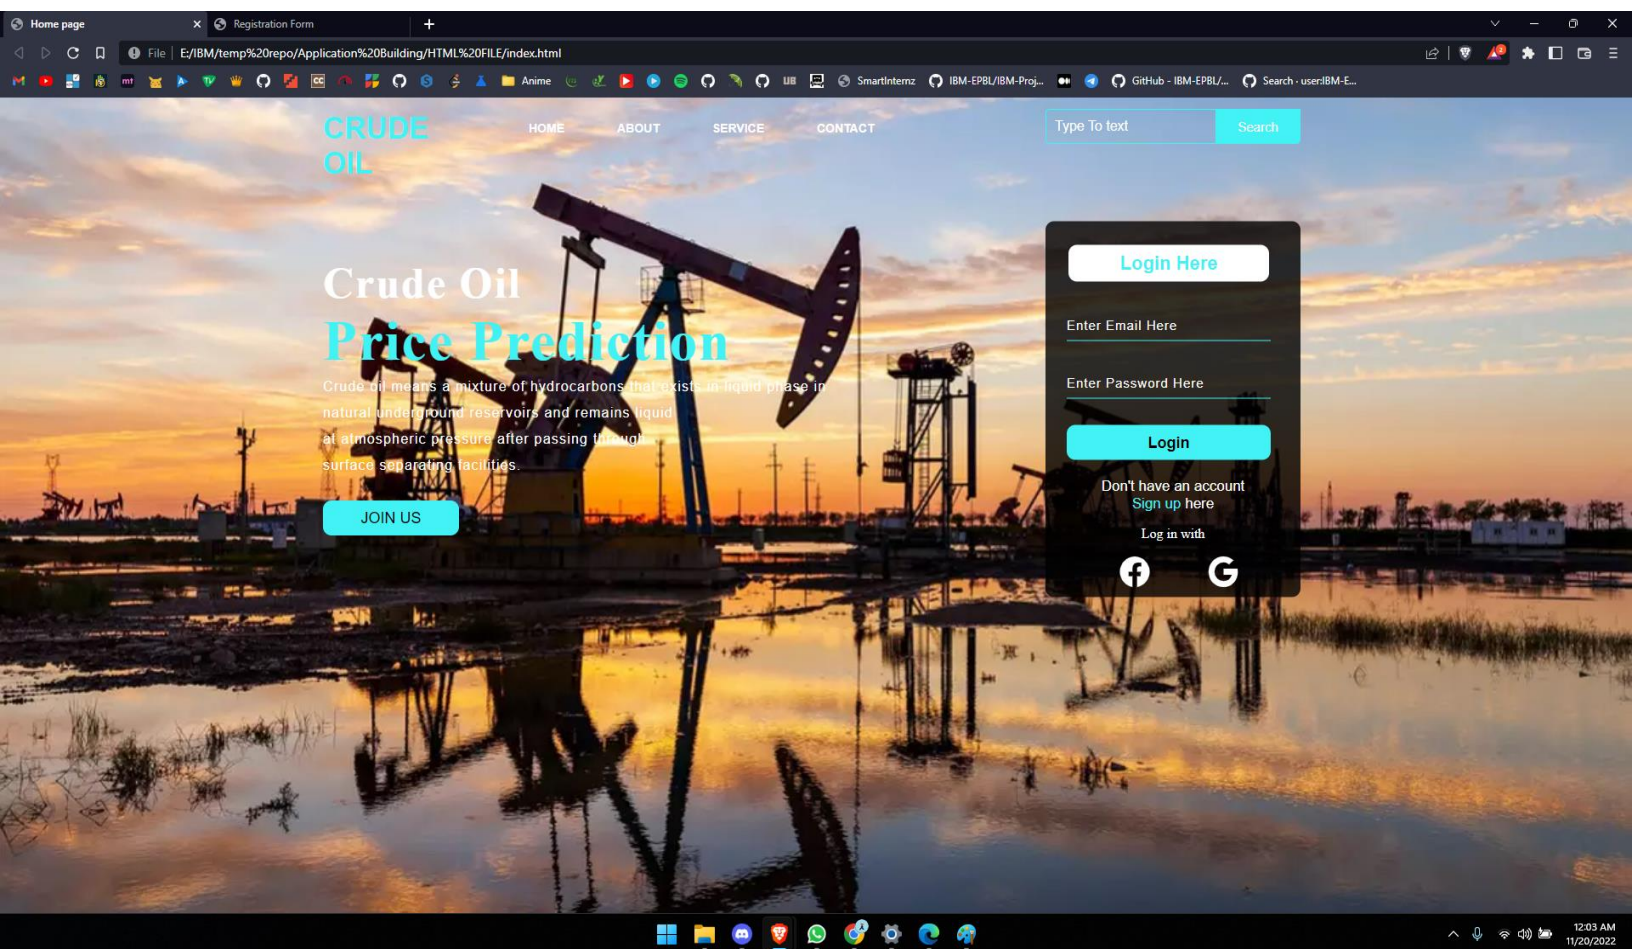 Home page
Registration Form
File
E:/IBM/temp%20repo/Application%20Building/HTML%20FILE/index.html
Anime
SmartInternz
IBM-EPBL/IBM-Proj...
GitHub - IBM-EPBL/...
Search · user:IBM-E...
CRUDE
OIL
HOME
ABOUT
SERVICE
CONTACT
Type To text
Search
Crude Oil
Price Prediction
Crude oil means a mixture of hydrocarbons that exists in liquid phase in
natural underground reservoirs and remains liquid
at atmospheric pressure after passing through
surface separating facilities.
JOIN US
Login Here
Enter Email Here
Enter Password Here
Login
Don't have an account
Sign up here
Log in with
12:03 AM
11/20/2022